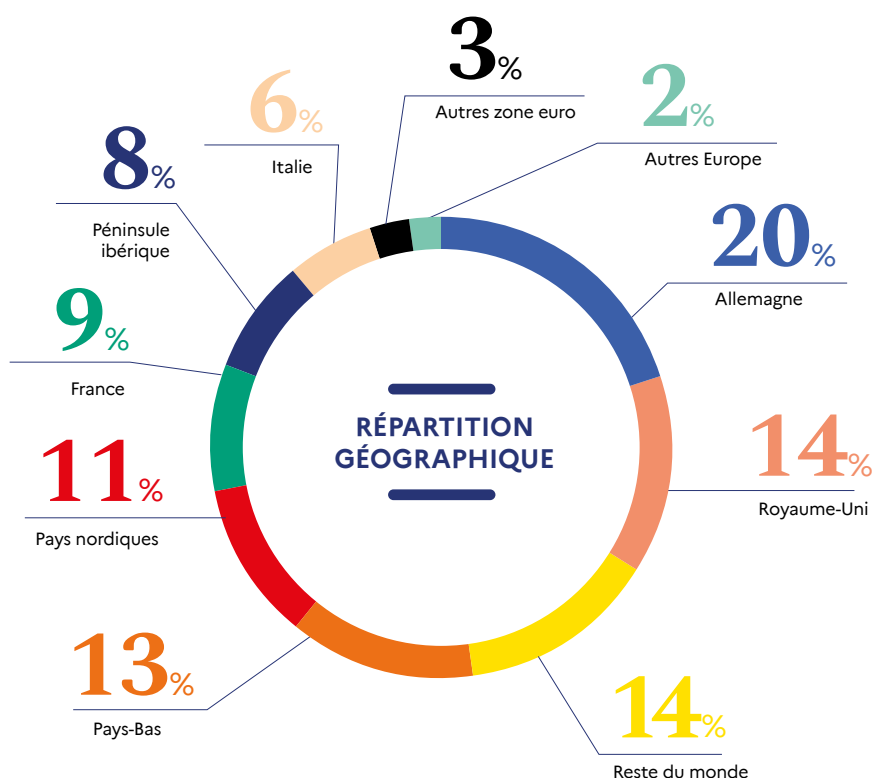 3%
Autres zone euro
2%
Autres Europe
6%
Italie
8%
Péninsule
ibérique
20%
Allemagne
9%
France
RÉPARTITION
GÉOGRAPHIQUE
14%
Royaume-Uni
11%
Pays nordiques
13%
Pays-Bas
14%
Reste du monde